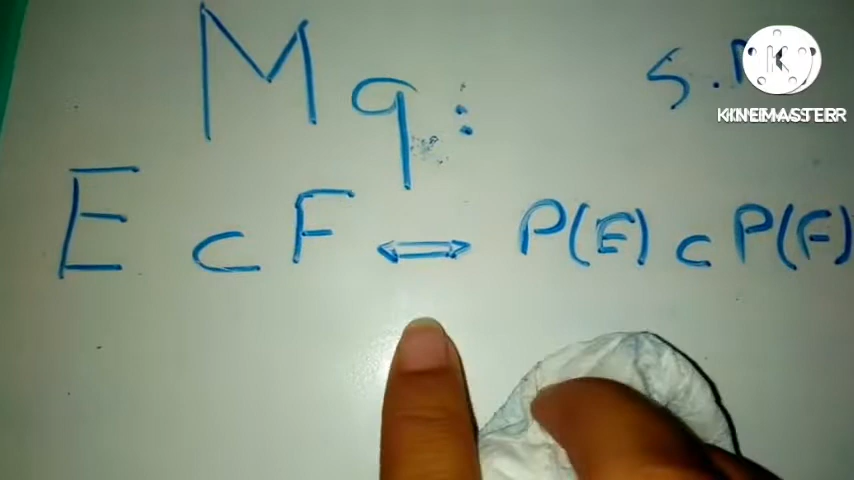 Mq:
S.
K
KINEMASTER
E ⊂ F ⟺ P(E) ⊂ P(F)